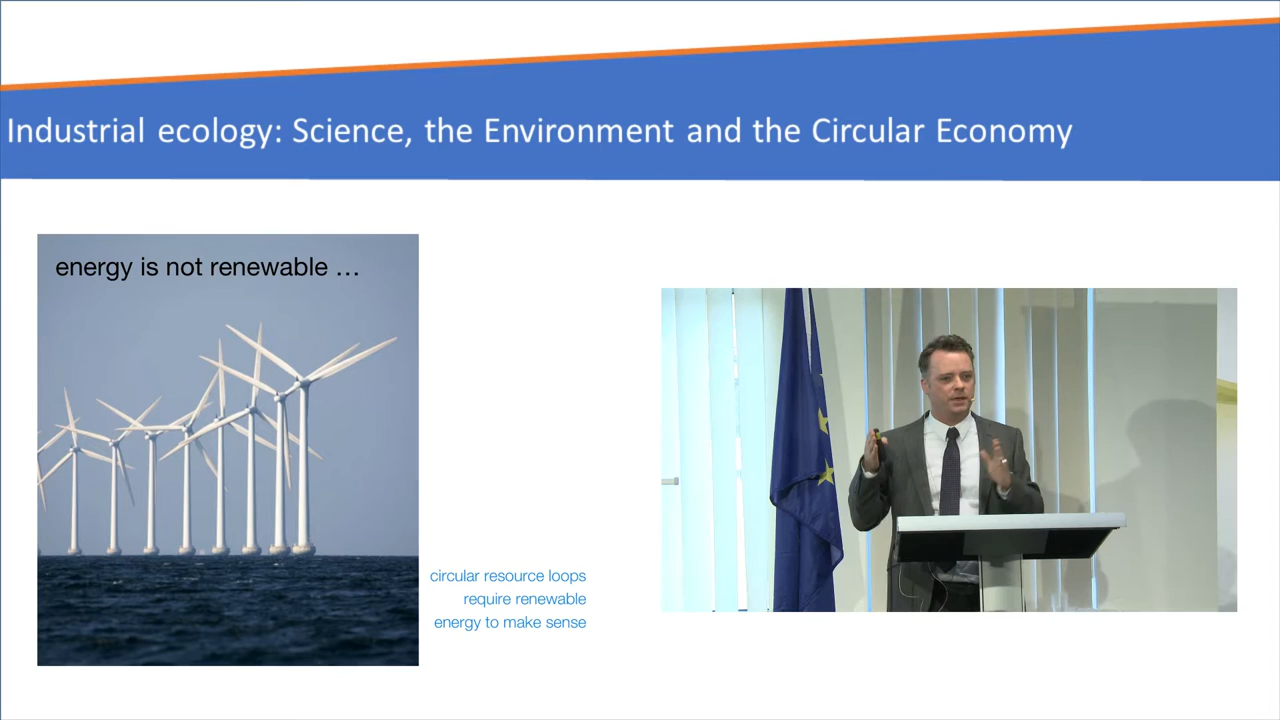 Industrial ecology: Science, the Environment and the Circular Economy
energy is not renewable …
circular resource loops
require renewable
energy to make sense